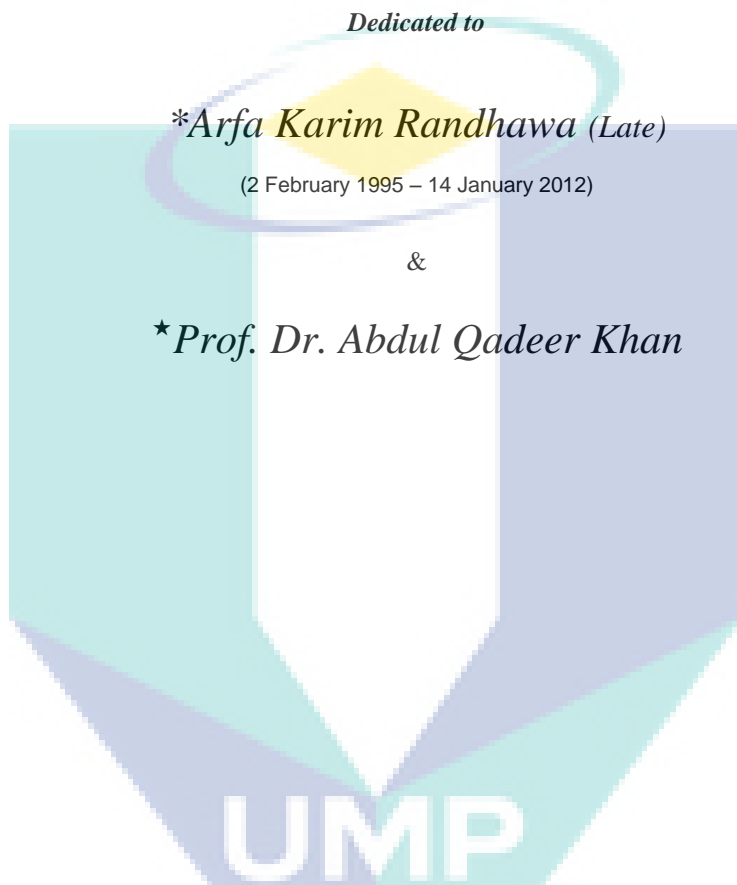 Dedicated to
*Arfa Karim Randhawa (Late)
(2 February 1995 – 14 January 2012)
&
★Prof. Dr. Abdul Qadeer Khan
UMP